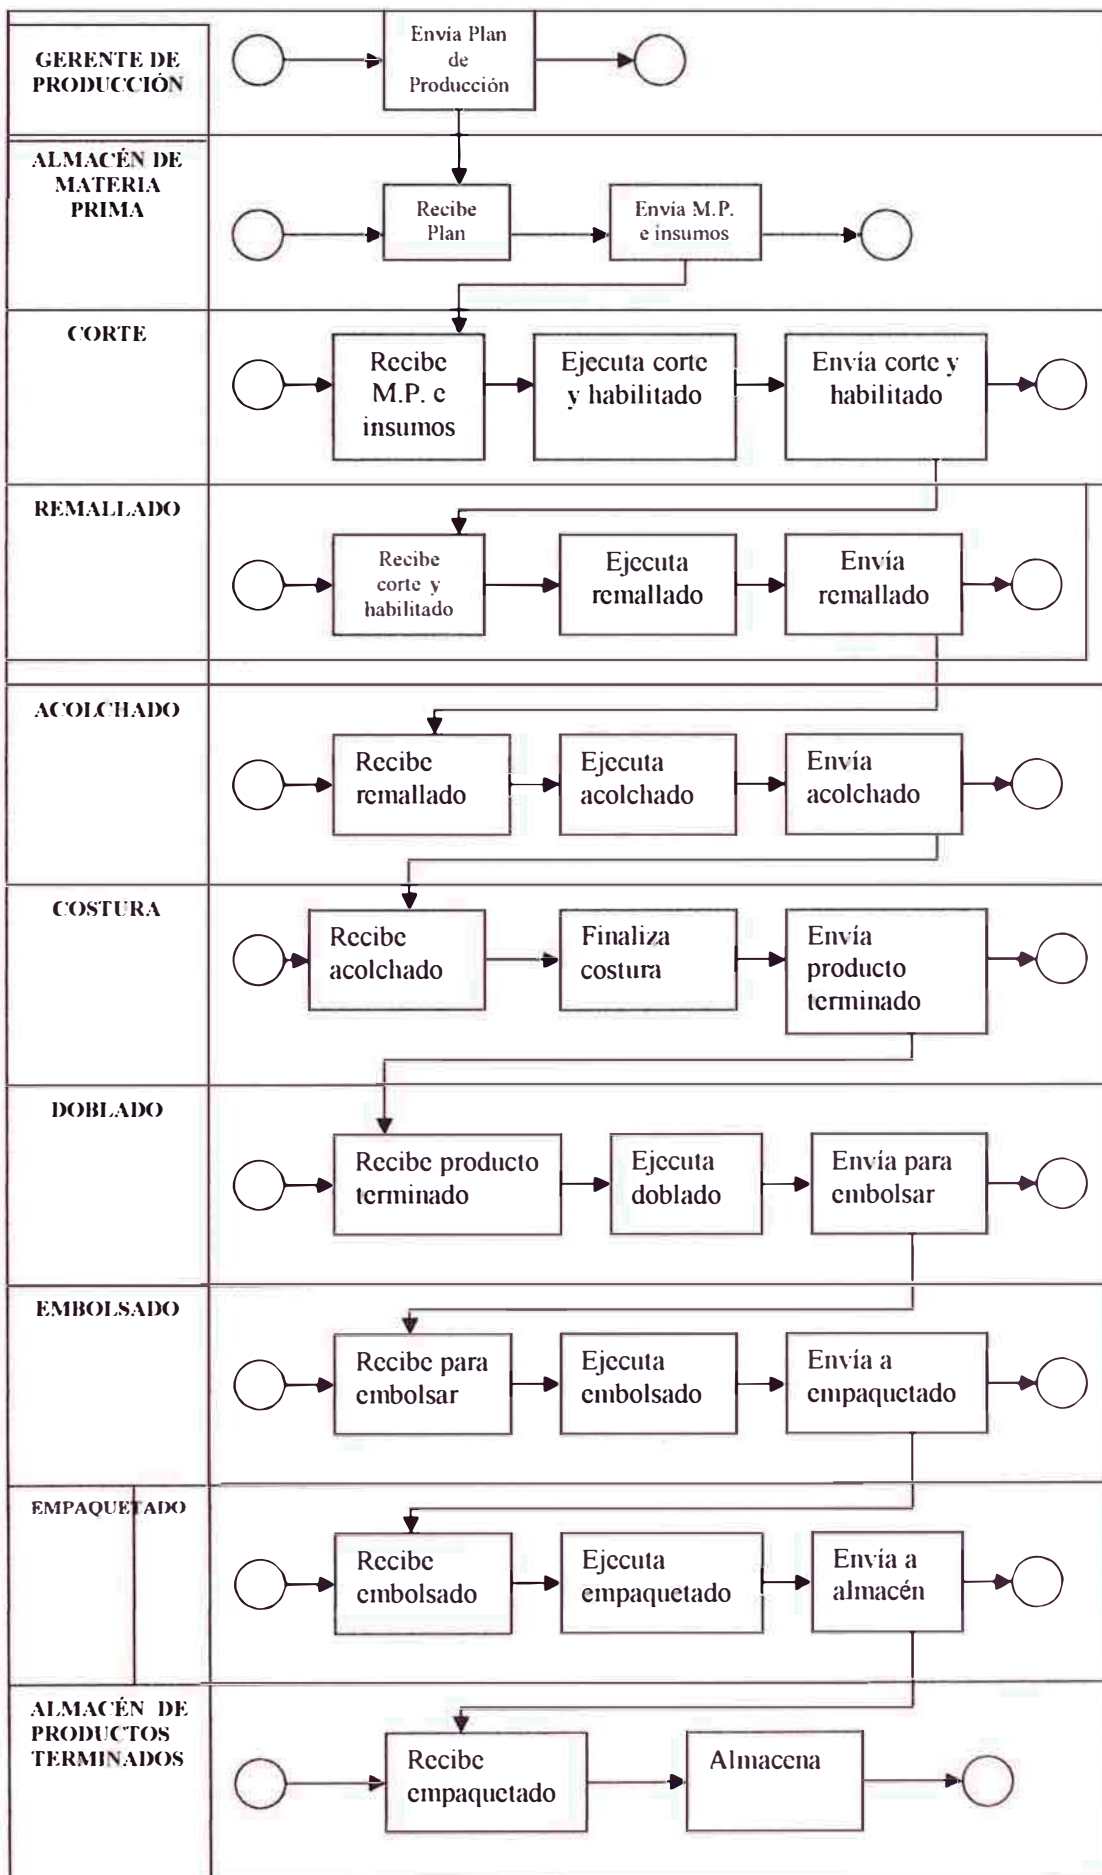 GERENTE DE
PRODUCCIÓN
Envía Plan
de
Producción
ALMACÉN DE
MATERIA
PRIMA
Recibe
Plan
Envía M.P.
e insumos
CORTE
Recibe
M.P. e
insumos
Ejecuta corte
y habilitado
Envía corte y
habilitado
REMALLADO
Recibe
corte y
habilitado
Ejecuta
remallado
Envía
remallado
ACOLCHADO
Recibe
remallado
Ejecuta
acolchado
Envía
acolchado
COSTURA
Recibe
acolchado
Finaliza
costura
Envía
producto
terminado
DOBLADO
Recibe producto
terminado
Ejecuta
doblado
Envía para
embolsar
EMBOLSADO
Recibe para
embolsar
Ejecuta
embolsado
Envía a
empaquetado
EMPAQUETADO
Recibe
embolsado
Ejecuta
empaquetado
Envía a
almacén
ALMACÉN DE
PRODUCTOS
TERMINADOS
Recibe
empaquetado
Almacena